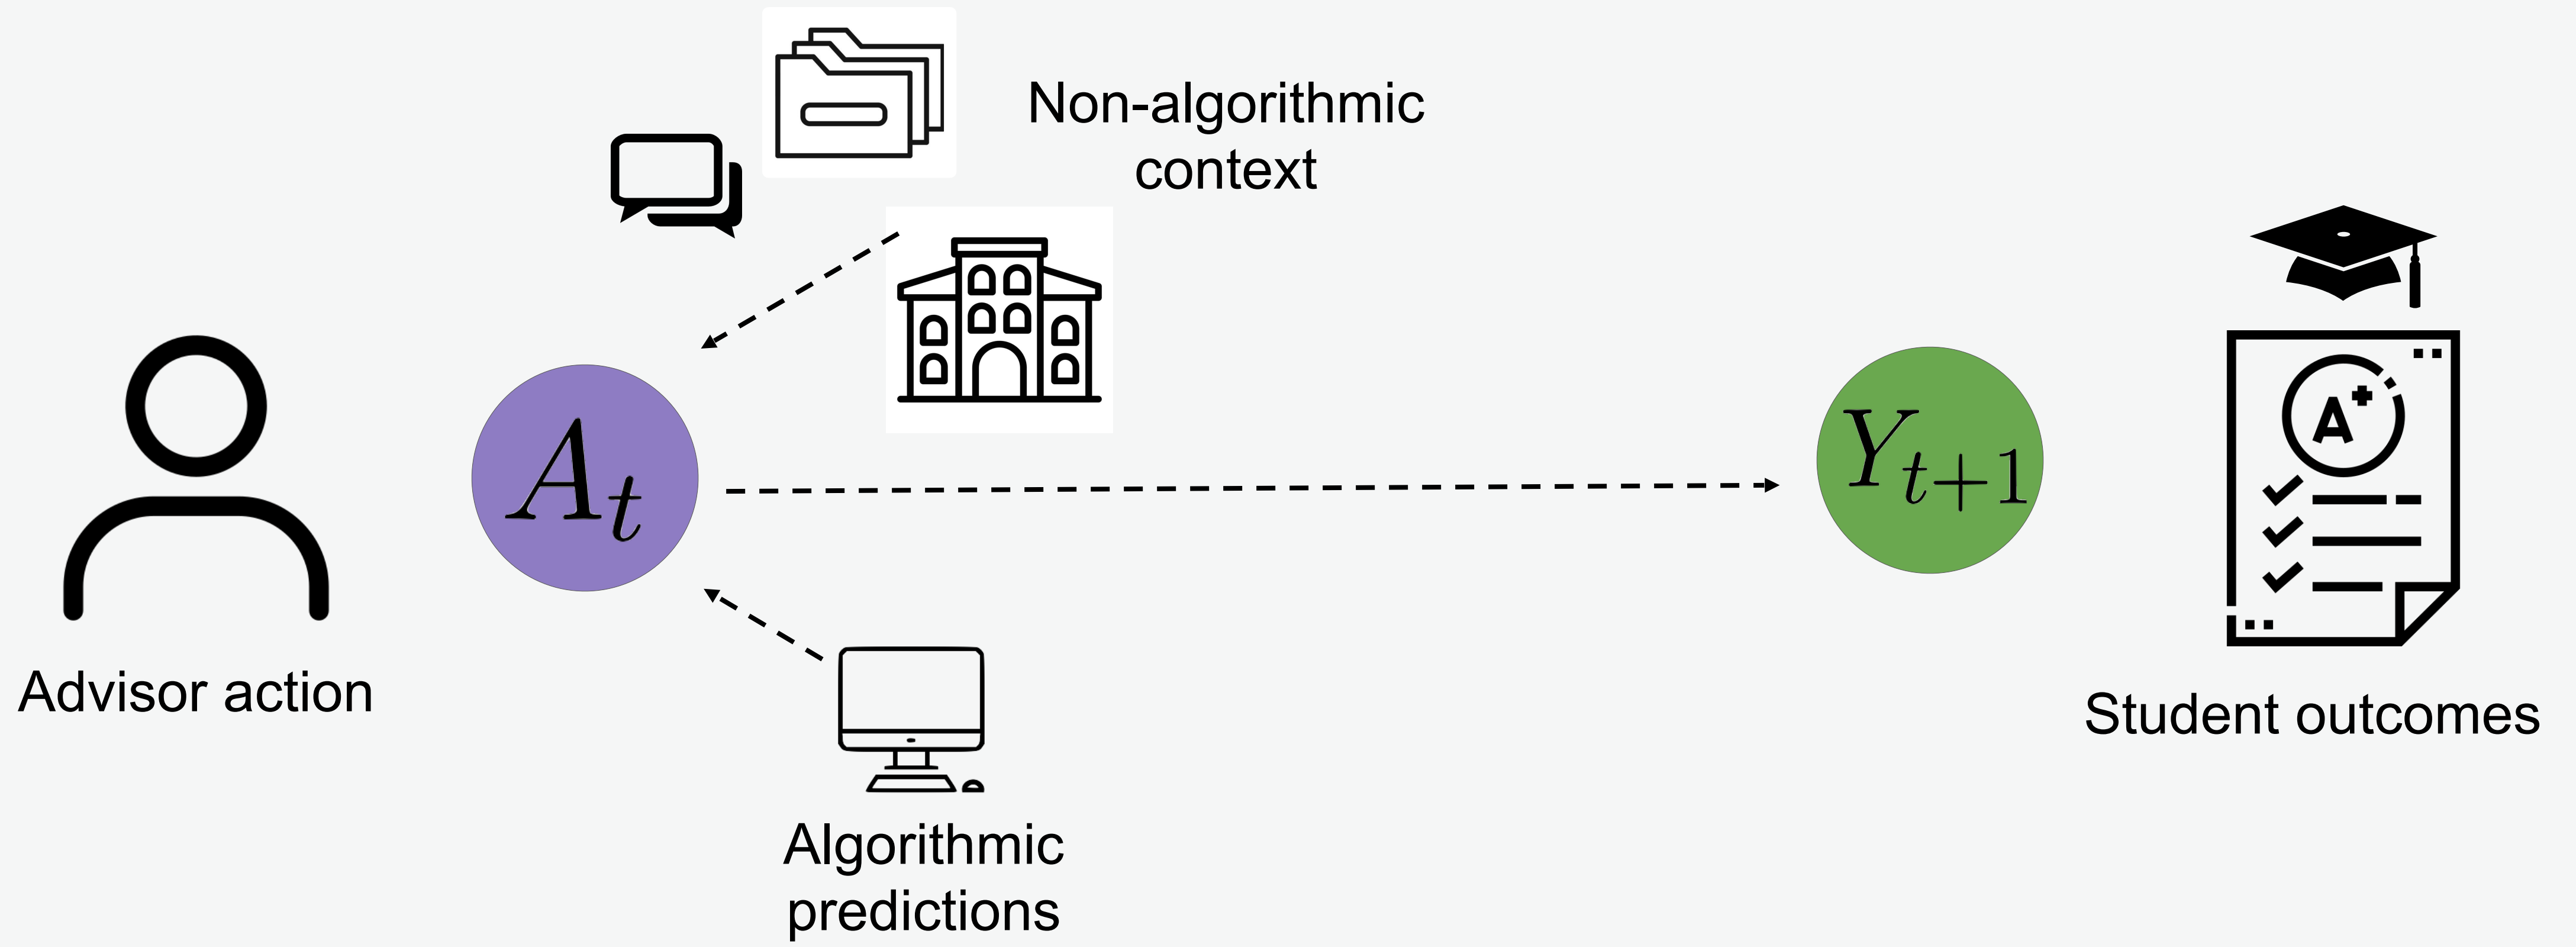 Non-algorithmic
context
A_t
Y_{t+1}
A+
Advisor action
Student outcomes
Algorithmic
predictions